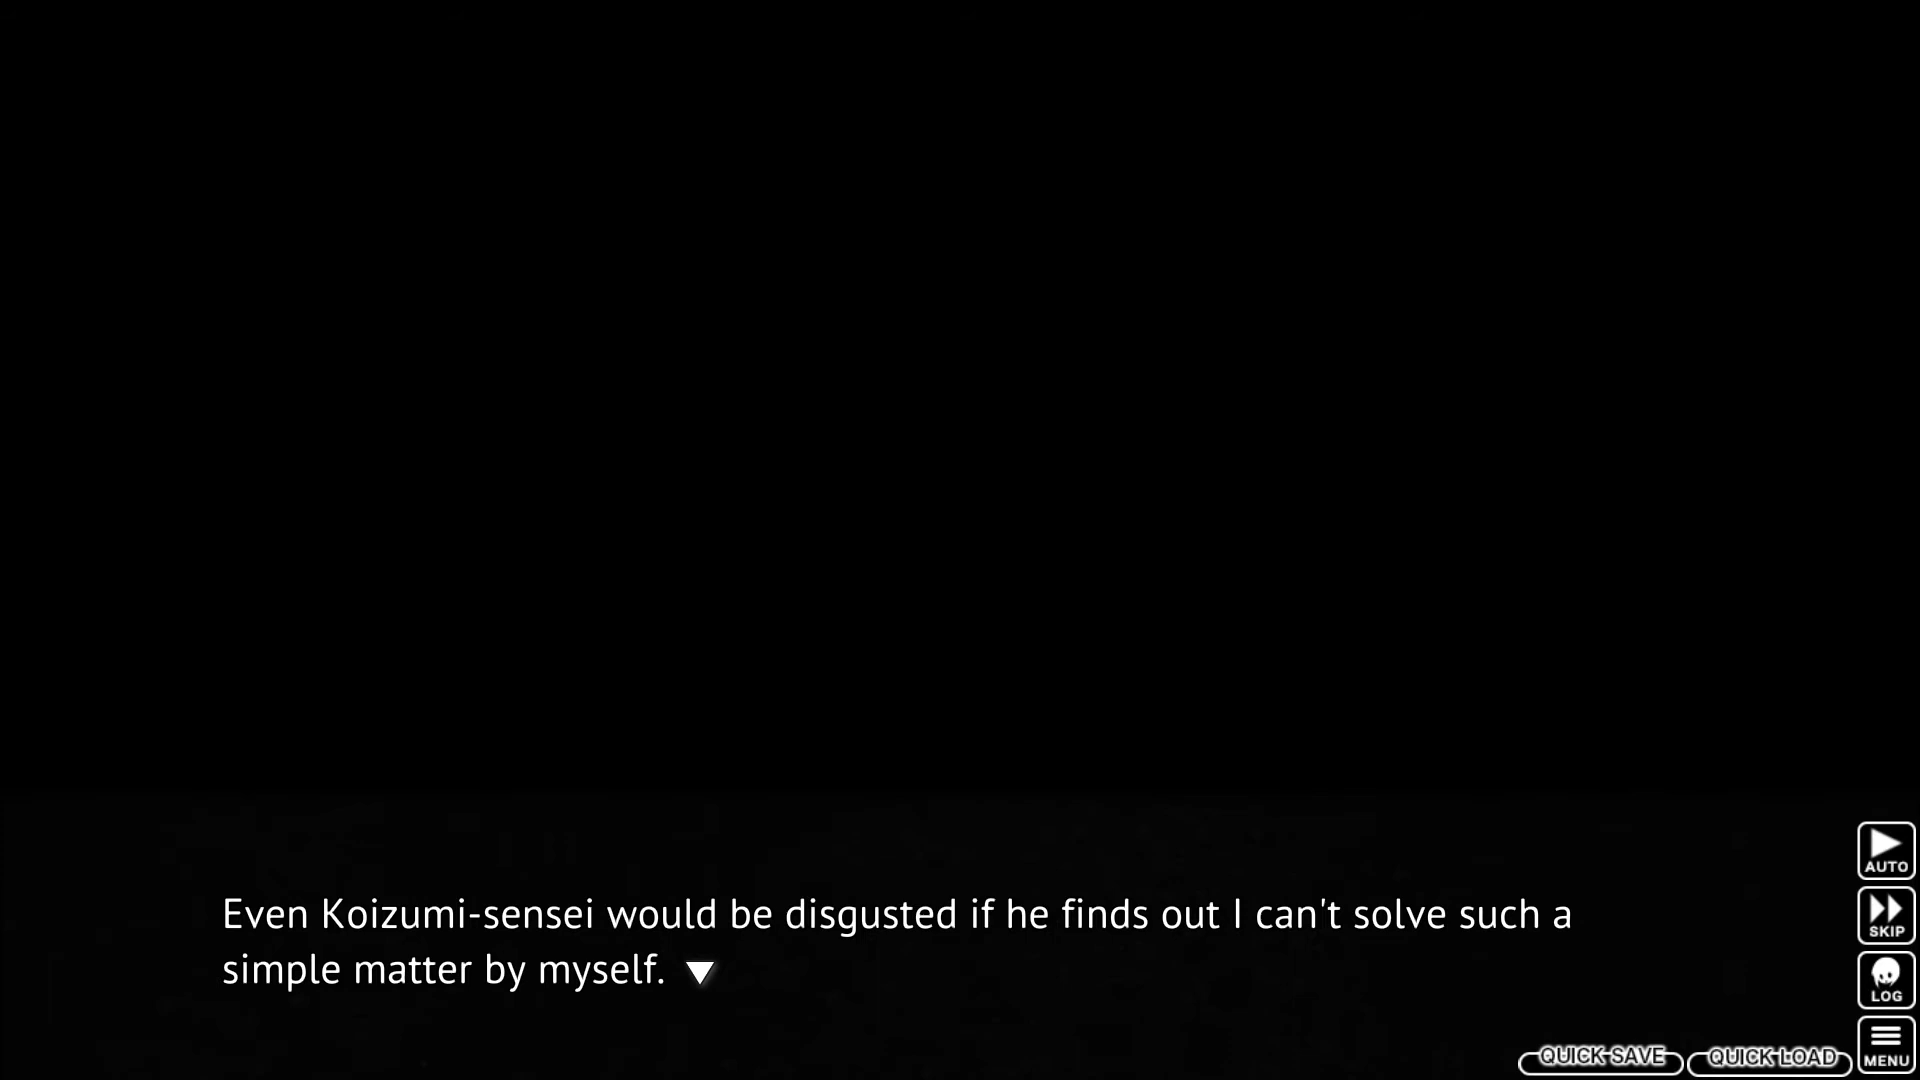 Even Koizumi-sensei would be disgusted if he finds out I can't solve such a
simple matter by myself.
AUTO
SKIP
LOG
MENU
QUICK SAVE
QUICK LOAD